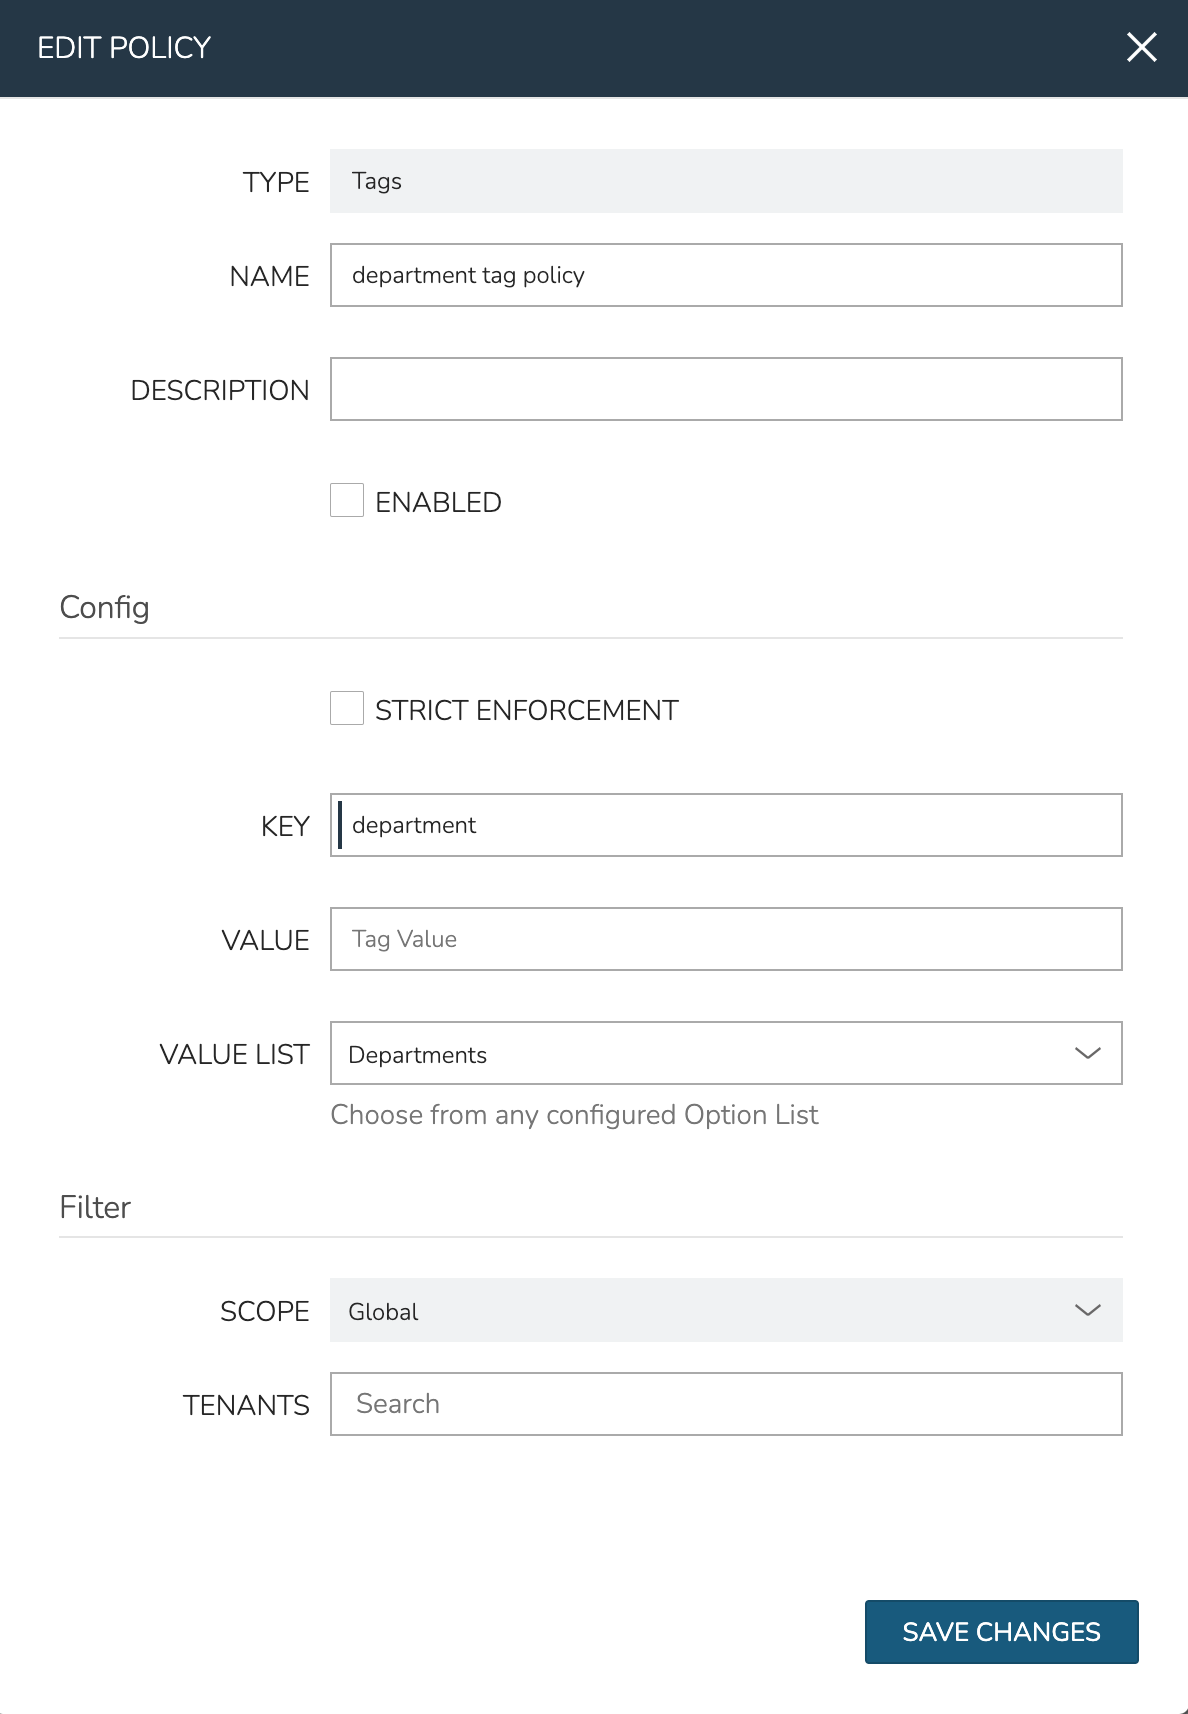 EDIT POLICY
TYPE Tags
NAME department tag policy
DESCRIPTION
ENABLED
Config
STRICT ENFORCEMENT
KEY department
VALUE Tag Value
VALUE LIST Departments
Choose from any configured Option List
Filter
SCOPE Global
TENANTS Search
SAVE CHANGES